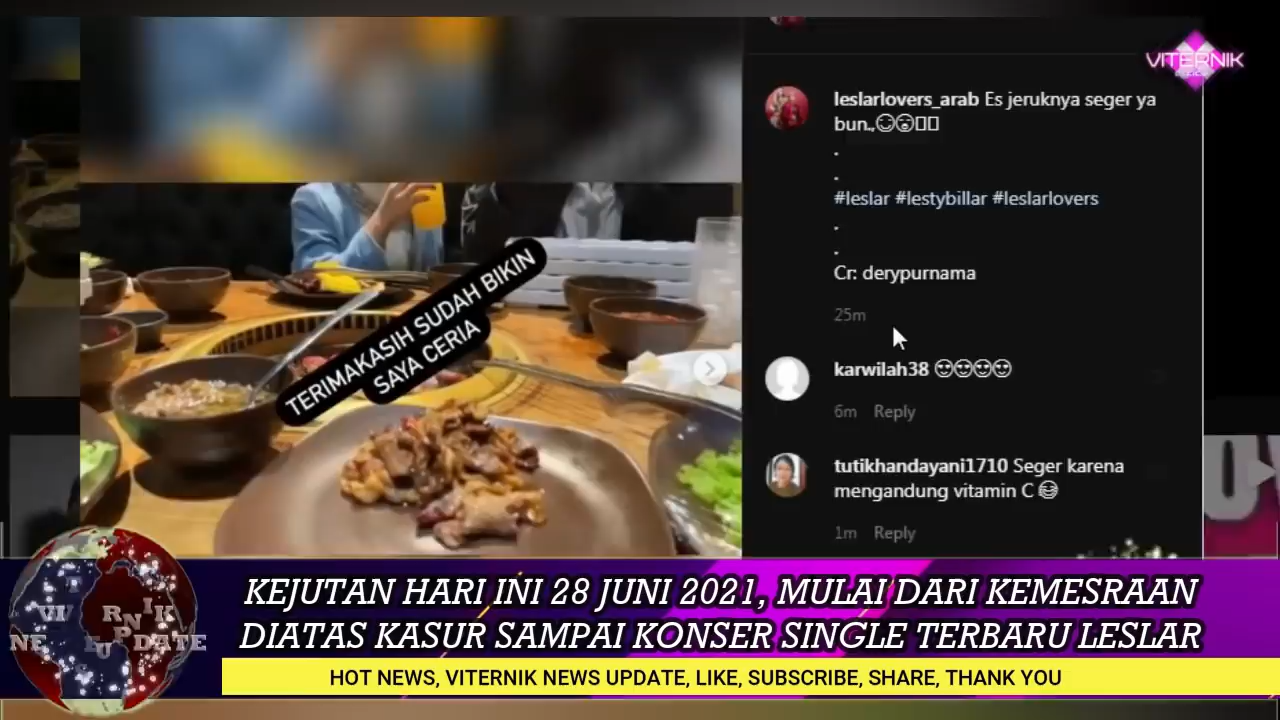 VITERNIK
leslarlovers_arab Es jeruknya seger ya
bun..
.
.
#leslar #lestybillar #leslarlovers
.
.
Cr: derypurnama
25m
karwilah38 😍😍😍😍
6m Reply
tutikhandayani1710 Seger karena
mengandung vitamin C 😂
1m Reply
TERIMAKASIH SUDAH BIKIN
SAYA CERIA
KEJUTAN HARI INI 28 JUNI 2021, MULAI DARI KEMESRAAN
DIATAS KASUR SAMPAI KONSER SINGLE TERBARU LESLAR
HOT NEWS, VITERNIK NEWS UPDATE, LIKE, SUBSCRIBE, SHARE, THANK YOU